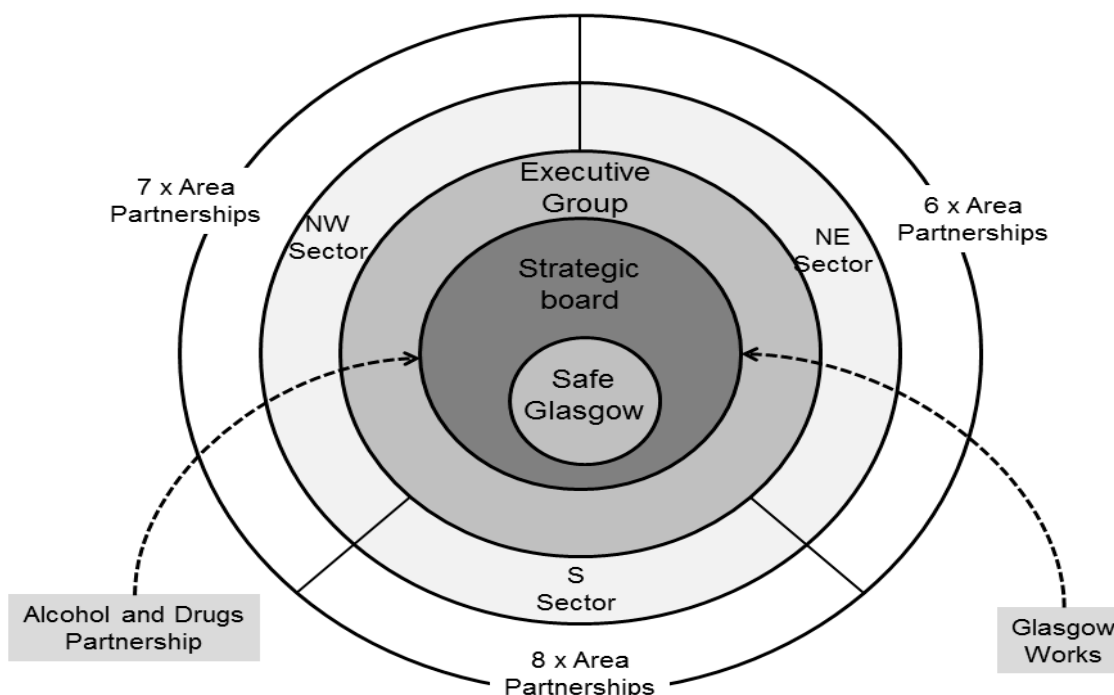 Executive
Group
7 x Area
Partnerships
6 x Area
Partnerships
NW
Sector
NE
Sector
Strategic
board
Safe
Glasgow
S
Sector
Alcohol and Drugs
Partnership
Glasgow
Works
8 x Area
Partnerships